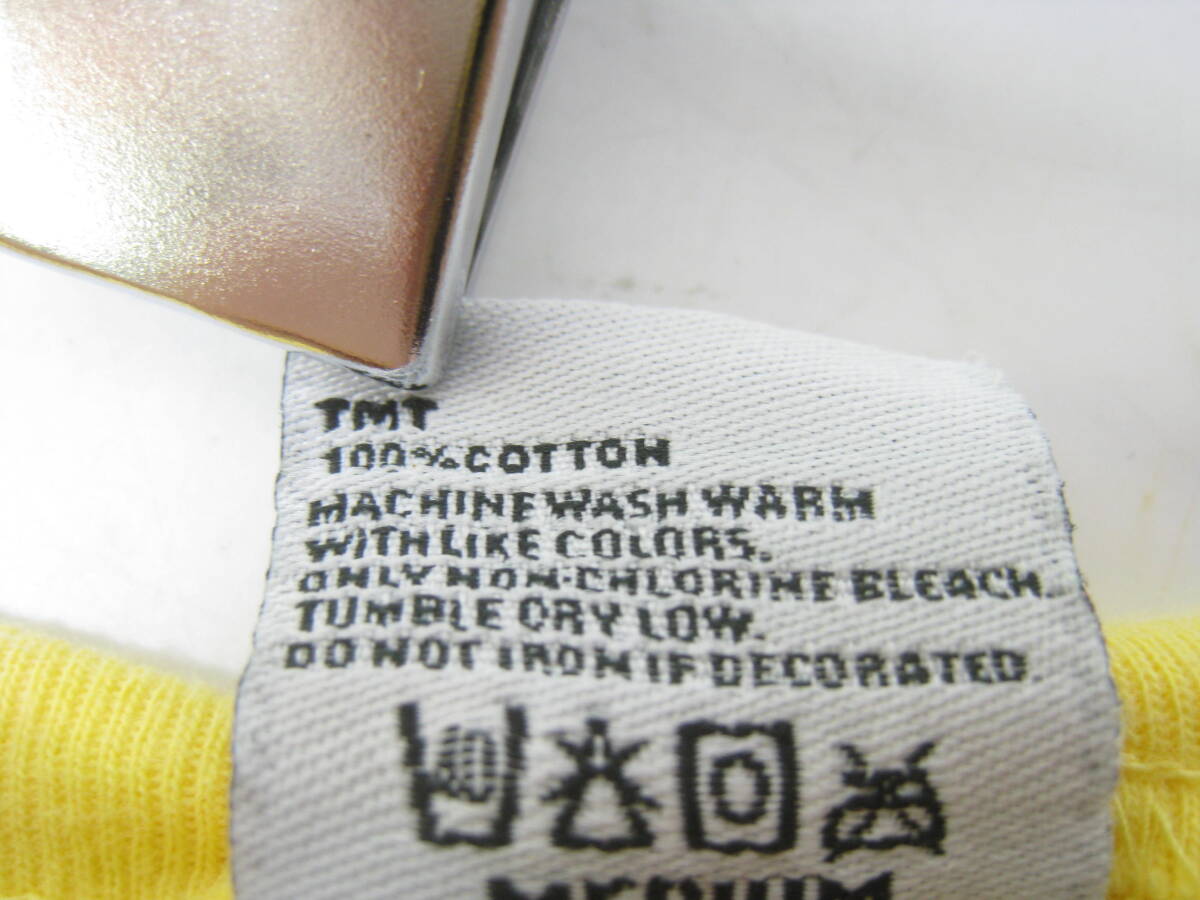 TMT
100%COTTON
MACHINE WASH WARM
WITH LIKE COLORS.
ONLY NON-CHLORINE BLEACH.
TUMBLE DRY LOW.
DO NOT IRON IF DECORATED.
MEDIUM